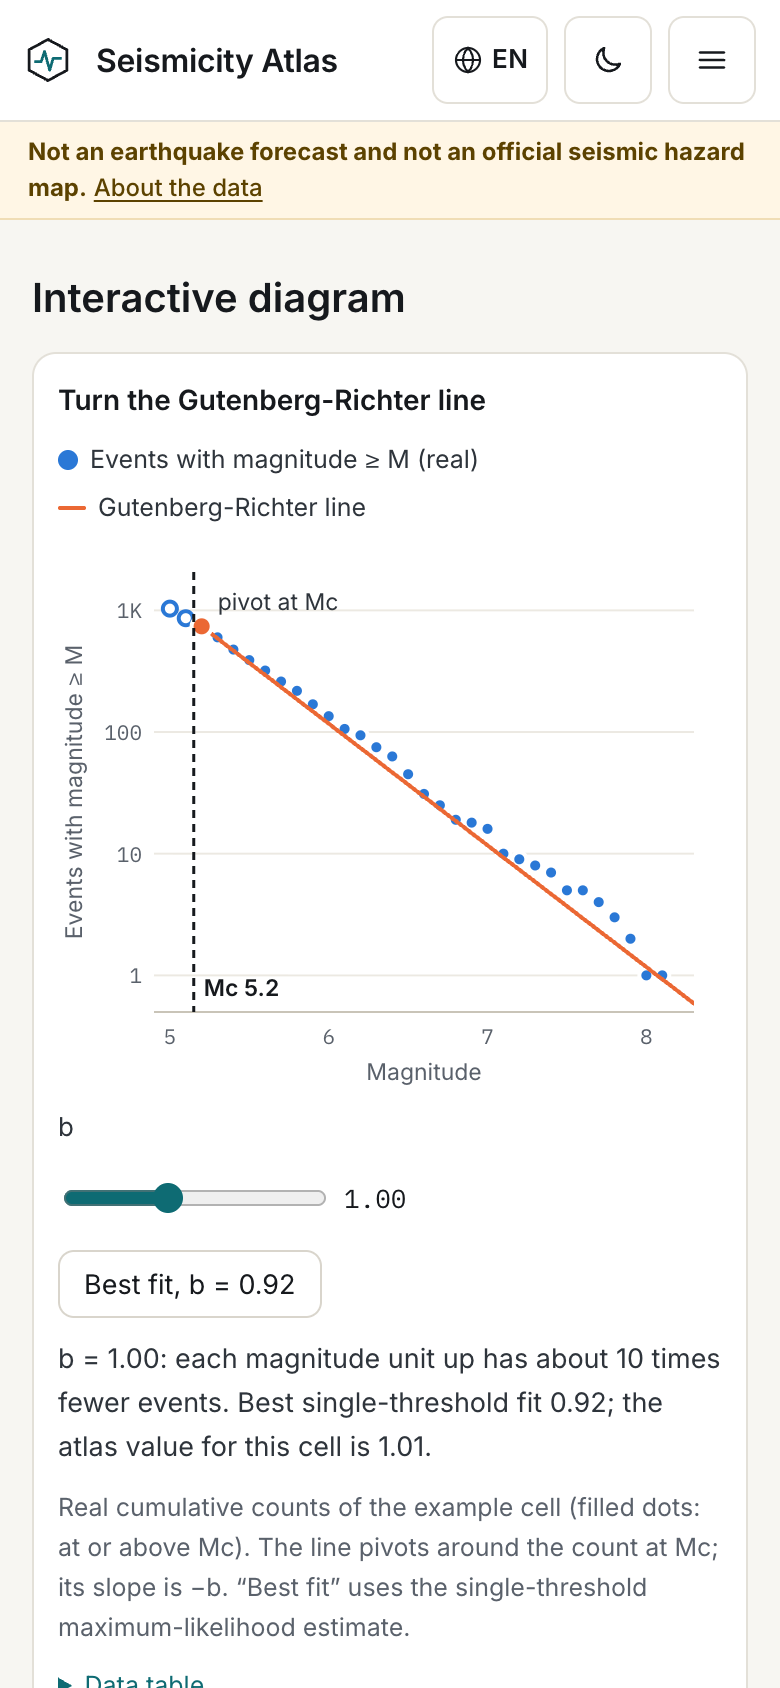 Seismicity Atlas
EN
Not an earthquake forecast and not an official seismic hazard
map. About the data
Interactive diagram
Turn the Gutenberg-Richter line
Events with magnitude ≥ M (real)
Gutenberg-Richter line
pivot at Mc
1K
100
10
1
Events with magnitude ≥ M
Mc 5.2
5 6 7 8
Magnitude
b
1.00
Best fit, b = 0.92
b = 1.00: each magnitude unit up has about 10 times
fewer events. Best single-threshold fit 0.92; the
atlas value for this cell is 1.01.
Real cumulative counts of the example cell (filled dots:
at or above Mc). The line pivots around the count at Mc;
its slope is −b. “Best fit” uses the single-threshold
maximum-likelihood estimate.
Data table